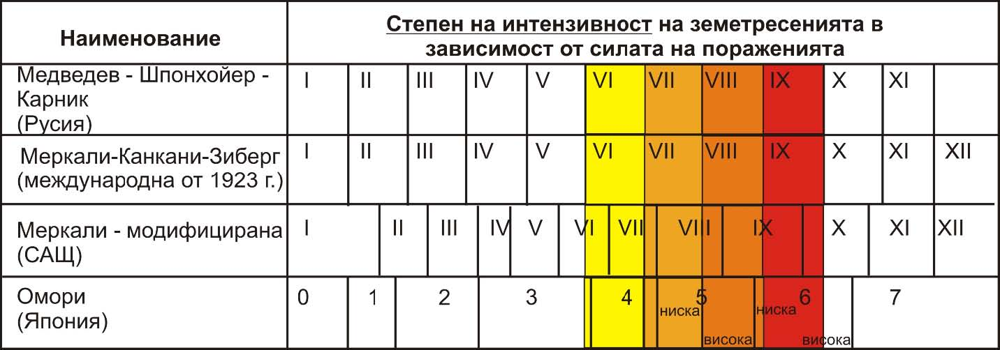 Наименование
Степен на интензивност на земетресенията в
зависимост от силата на пораженията
Медведев - Шпонхойер -
Карник
(Русия)
I II III IV V VI VII VIII IX X XI
Меркали-Канкани-Зиберг
(международна от 1923 г.)
I II III IV V VI VII VIII IX X XI XII
Меркали - модифицирана
(САЩ)
I II III IV V VI VII VIII IX X XI XII
Омори
(Япония)
0 1 2 3 4 5 6 7
ниска ниска
висока висока